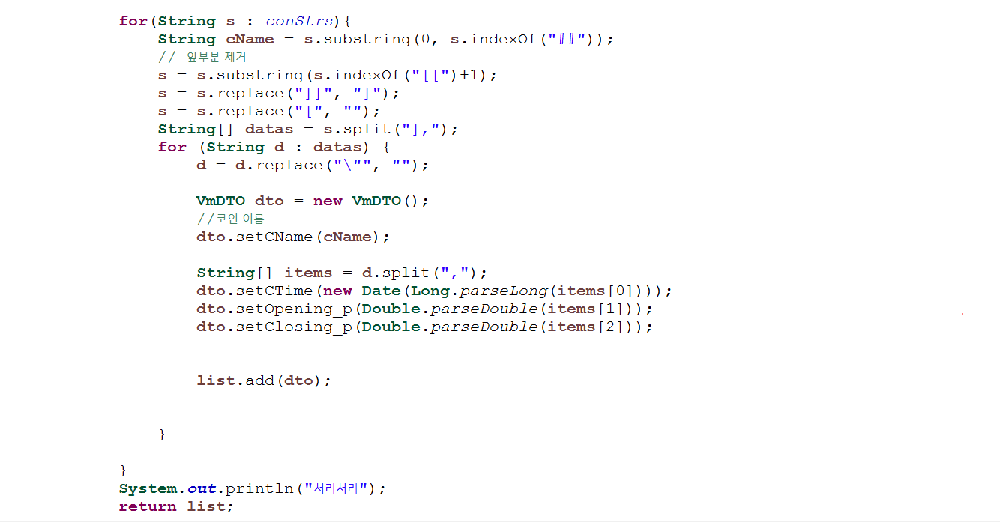 for(String s : conStrs){
String cName = s.substring(0, s.indexOf("##"));
// 앞부분 제거
s = s.substring(s.indexOf("[[")+1);
s = s.replace("]]", "]");
s = s.replace("[", "");
String[] datas = s.split("],");
for (String d : datas) {
d = d.replace("\"", "");
VmDTO dto = new VmDTO();
//코인 이름
dto.setCName(cName);
String[] items = d.split(",");
dto.setCTime(new Date(Long.parseLong(items[0])));
dto.setOpening_p(Double.parseDouble(items[1]));
dto.setClosing_p(Double.parseDouble(items[2]));
list.add(dto);
}
}
System.out.println("처리처리");
return list;